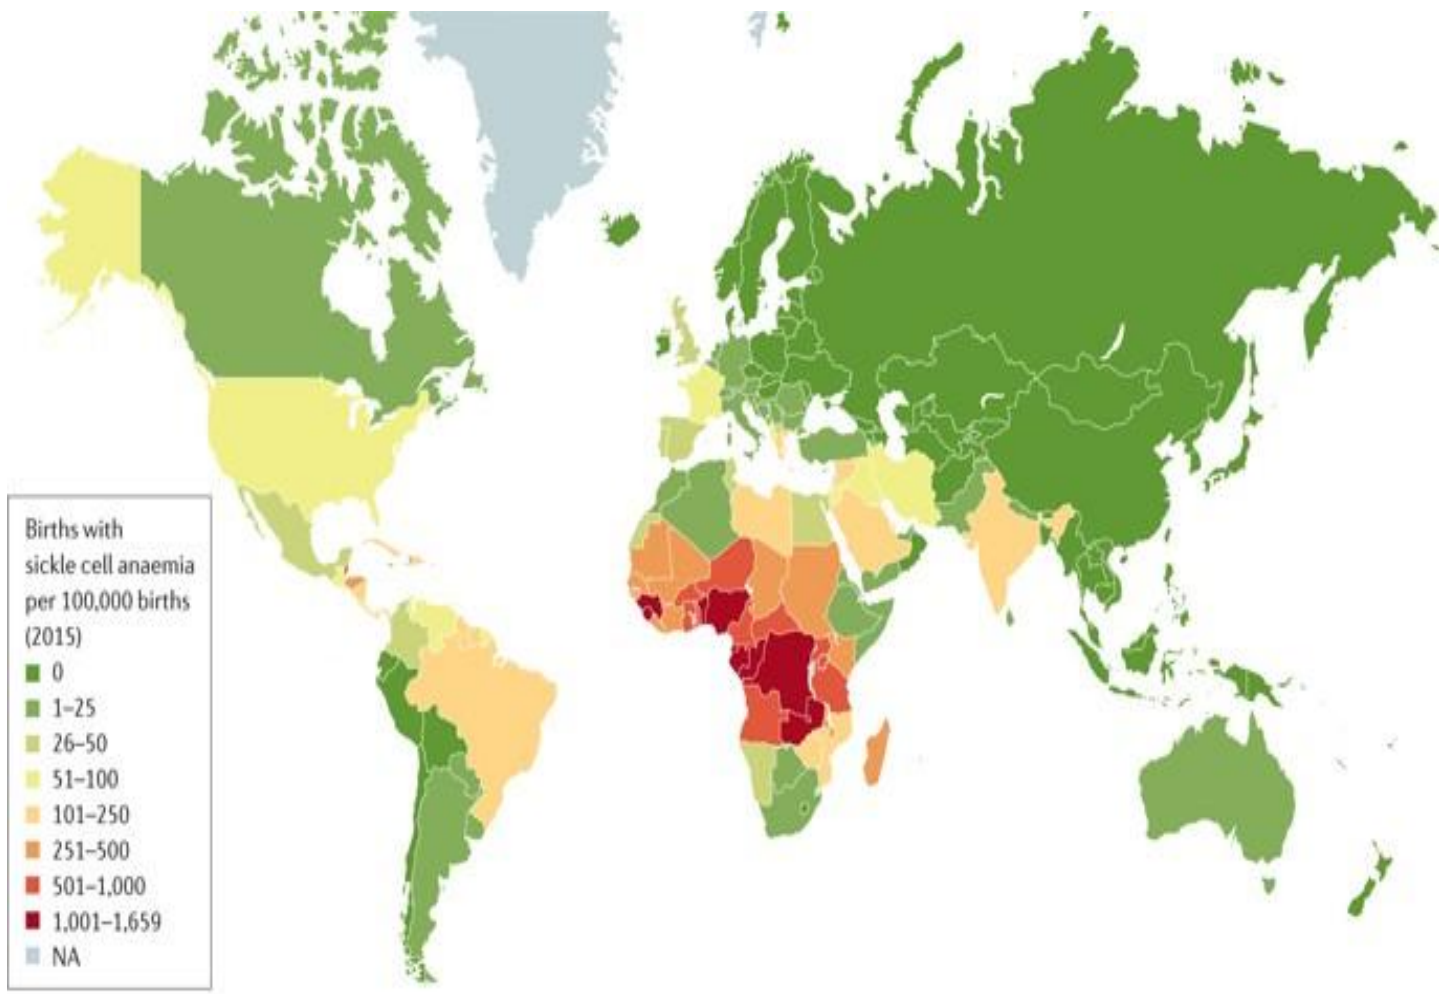 Births with
sickle cell anaemia
per 100,000 births
(2015)
0
1–25
26–50
51–100
101–250
251–500
501–1,000
1,001–1,659
NA